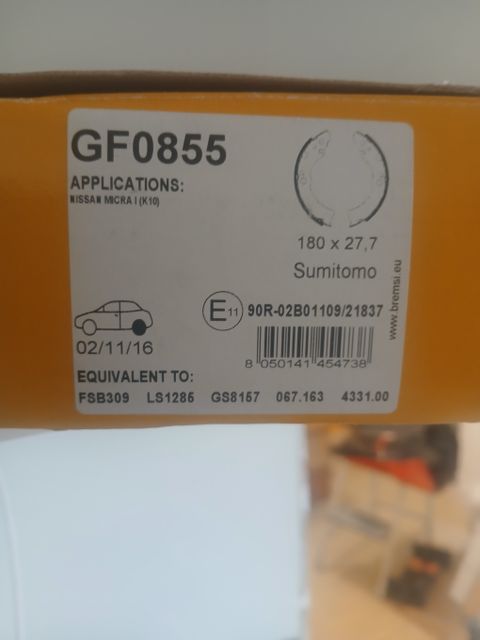 GF0855
APPLICATIONS:
NISSAN MICRA I (K10)
180 x 27,7
Sumitomo
www.bremsi.eu
E11 90R-02B01109/21837
02/11/16
8 050141 454738
EQUIVALENT TO:
FSB309 LS1285 GS8157 067.163 4331.00